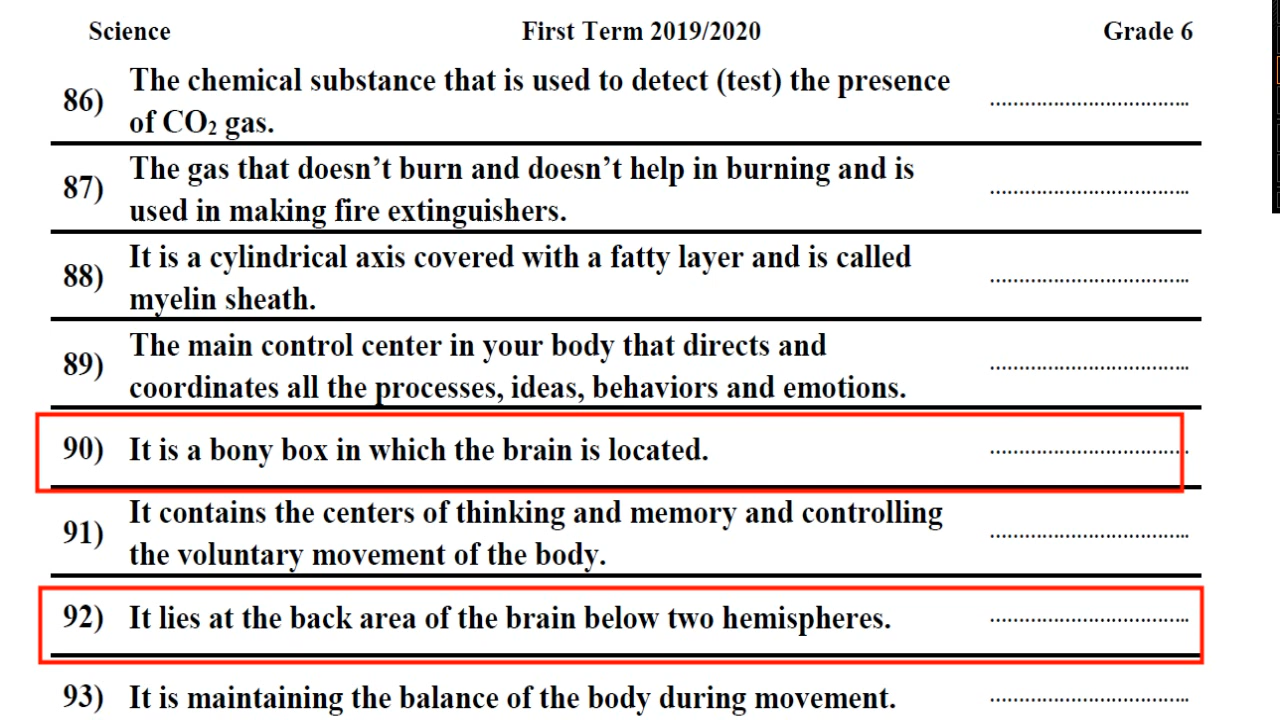 Science First Term 2019/2020 Grade 6
86) The chemical substance that is used to detect (test) the presence
of CO₂ gas. ......................................
87) The gas that doesn’t burn and doesn’t help in burning and is
used in making fire extinguishers. ......................................
88) It is a cylindrical axis covered with a fatty layer and is called
myelin sheath. ......................................
89) The main control center in your body that directs and
coordinates all the processes, ideas, behaviors and emotions. ......................................
90) It is a bony box in which the brain is located. ......................................
91) It contains the centers of thinking and memory and controlling
the voluntary movement of the body. ......................................
92) It lies at the back area of the brain below two hemispheres. ......................................
93) It is maintaining the balance of the body during movement. ......................................